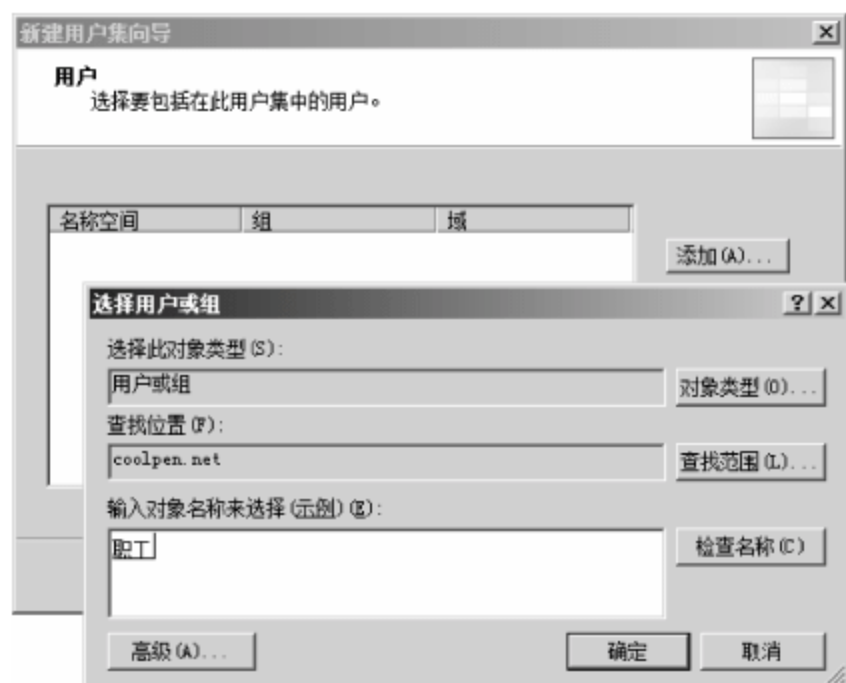 新建用户集向导
用户
选择要包括在此用户集中的用户。
名称空间 组 域
添加(A)...
选择用户或组
选择此对象类型(S):
用户或组
对象类型(O)...
查找位置(F):
coolpen.net
查找范围(L)...
输入对象名称来选择(示例)(E):
职工
检查名称(C)
高级(A)...
确定
取消